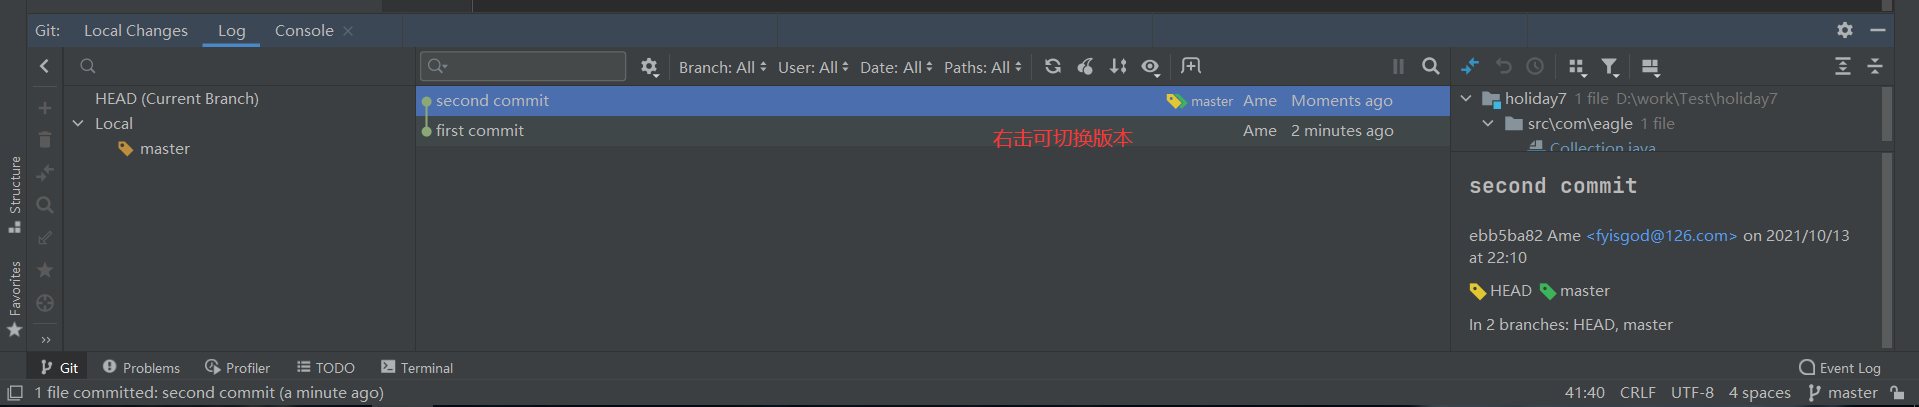 Git: Local Changes Log Console
Branch: All User: All Date: All Paths: All
HEAD (Current Branch)
Local
master
second commit master Ame Moments ago
first commit Ame 2 minutes ago
右击可切换版本
holiday7 1 file D:\work\Test\holiday7
src\com\eagle 1 file
Collection.java
second commit
ebb5ba82 Ame <fyisgod@126.com> on 2021/10/13
at 22:10
HEAD master
In 2 branches: HEAD, master
Structure
Favorites
Git Problems Profiler TODO Terminal Event Log
1 file committed: second commit (a minute ago) 41:40 CRLF UTF-8 4 spaces master